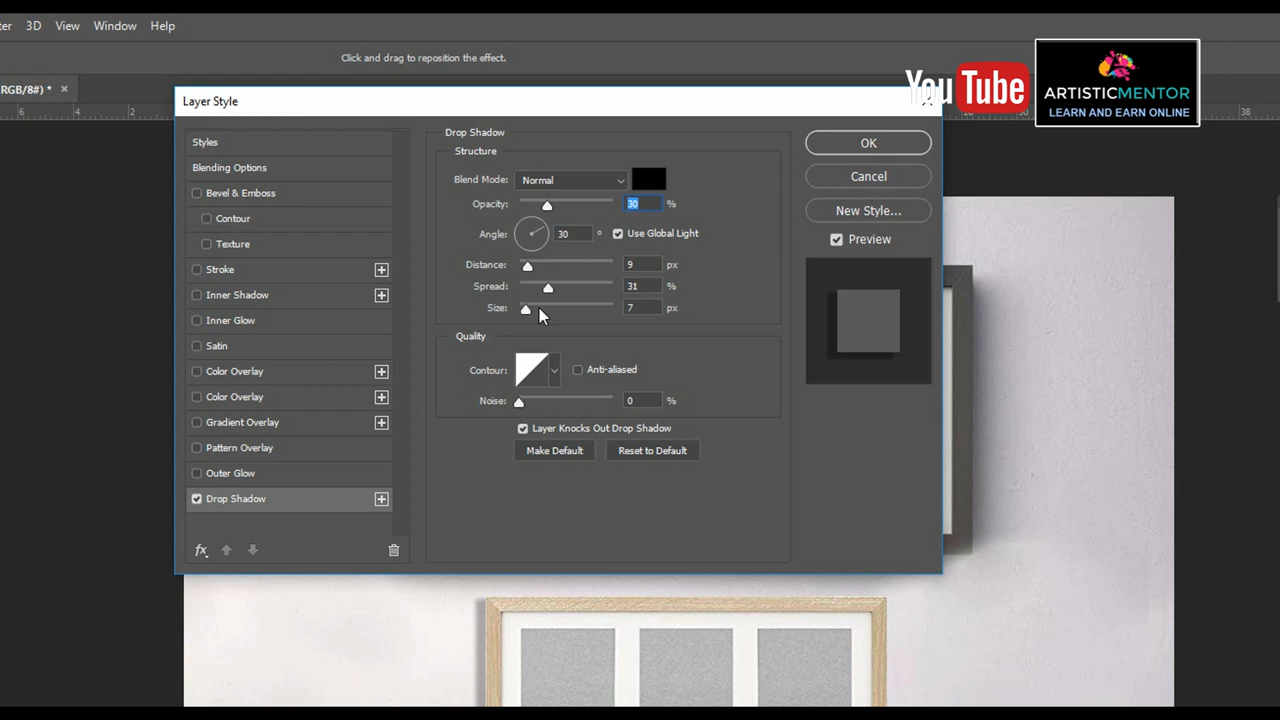 ter 3D View Window Help
Click and drag to reposition the effect.
RGB/8#) * ×
YouTube
ARTISTICMENTOR
LEARN AND EARN ONLINE
6 4 2 38
Layer Style
Styles
Blending Options
Bevel & Emboss
Contour
Texture
Stroke
Inner Shadow
Inner Glow
Satin
Color Overlay
Color Overlay
Gradient Overlay
Pattern Overlay
Outer Glow
Drop Shadow
fx
Drop Shadow
Structure
Blend Mode: Normal
Opacity: 30 %
Angle: 30 ° Use Global Light
Distance: 9 px
Spread: 31 %
Size: 7 px
Quality
Contour: Anti-aliased
Noise: 0 %
Layer Knocks Out Drop Shadow
Make Default Reset to Default
OK
Cancel
New Style...
Preview